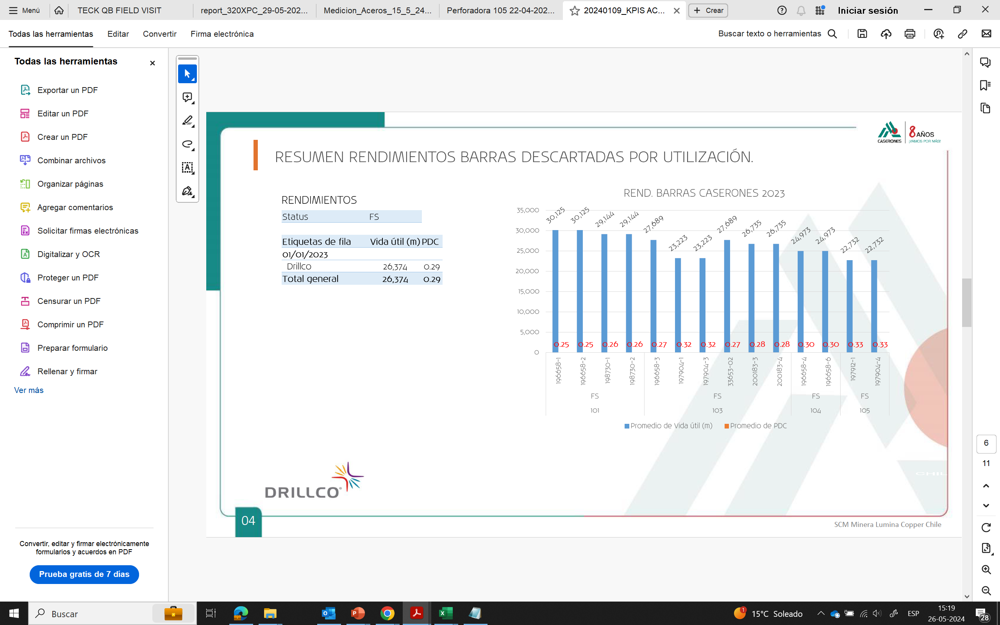 Menú
TECK QB FIELD VISIT
report_320XPC_29-05-202...
Medicion_Aceros_15_5_24...
Perforadora 105 22-04-202...
20240109_KPIS AC...
Crear
Iniciar sesión
Todas las herramientas
Editar
Convertir
Firma electrónica
Buscar texto o herramientas
Todas las herramientas
Exportar un PDF
Editar un PDF
Crear un PDF
Combinar archivos
Organizar páginas
Agregar comentarios
Solicitar firmas electrónicas
Digitalizar y OCR
Proteger un PDF
Censurar un PDF
Comprimir un PDF
Preparar formulario
Rellenar y firmar
Ver más
Convertir, editar y firmar electrónicamente
formularios y acuerdos en PDF
Prueba gratis de 7 días
CASERONES
8 AÑOS
¡VAMOS POR MÁS!
RESUMEN RENDIMIENTOS BARRAS DESCARTADAS POR UTILIZACIÓN.
RENDIMIENTOS
Status FS
Etiquetas de fila Vida útil (m) PDC
01/01/2023
Drillco 26,374 0.29
Total general 26,374 0.29
REND. BARRAS CASERONES 2023
35,000
30,000
25,000
20,000
15,000
10,000
5,000
0
30,125 30,125 29,144 29,144 27,689 23,223 23,223 27,689 26,735 26,735 24,973 24,973 22,732 22,732
0.25 0.25 0.26 0.26 0.27 0.32 0.32 0.27 0.28 0.28 0.30 0.30 0.33 0.33
196658-1 196658-2 198730-1 198730-2 196658-3 197904-1 197904-3 33653-02 200183-3 200183-4 196658-4 196658-6 197912-1 197904-4
FS FS FS FS
101 103 104 105
Promedio de Vida útil (m) Promedio de PDC
CHIL
DRILLCO
04
SCM Minera Lumina Copper Chile
6
11
Buscar
1
15°C Soleado
ESP
15:19
26-05-2024
28